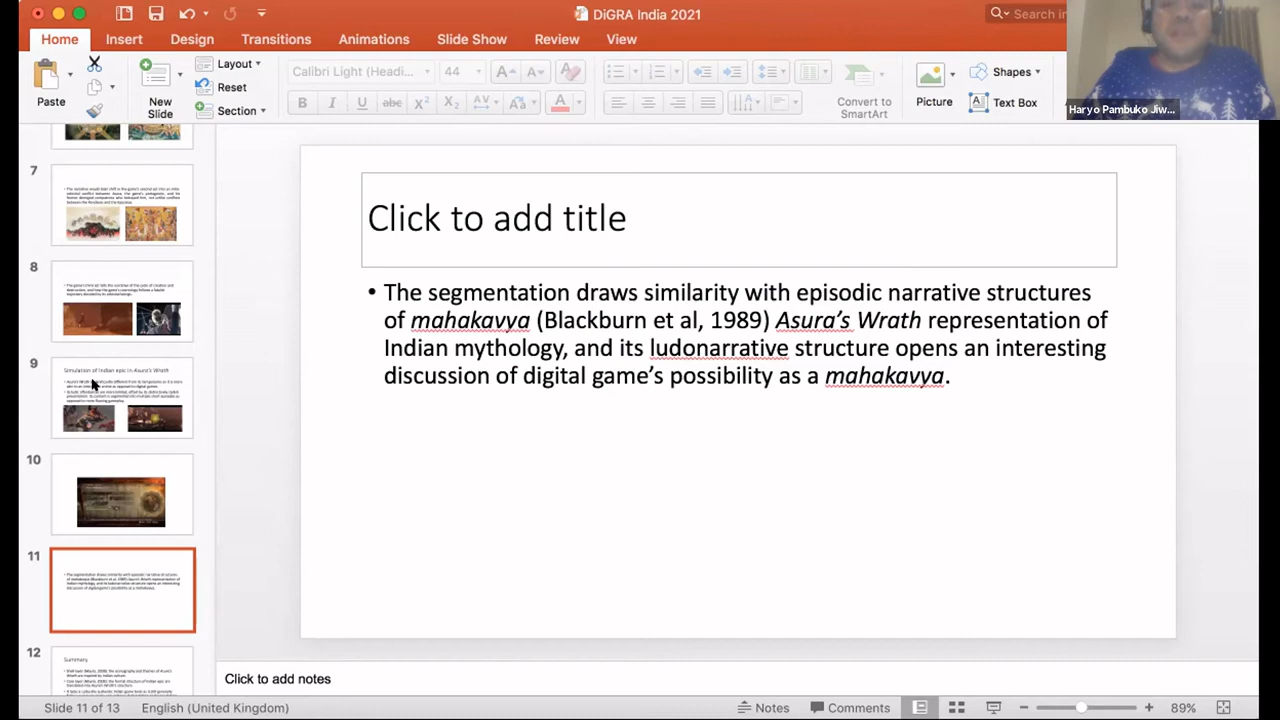 DiGRA India 2021
Search in
Home Insert Design Transitions Animations Slide Show Review View
Paste
New Slide
Layout
Reset
Section
Calibri Light (Headi... 44
Convert to SmartArt
Picture
Shapes
Text Box
Haryo Pambuko Jiw...
7
8
9
Simulation of Indian epic in Asura's Wrath
10
11
12
Summary
Click to add title
• The segmentation draws similarity with episodic narrative structures
of mahakavya (Blackburn et al, 1989) Asura's Wrath representation of
Indian mythology, and its ludonarrative structure opens an interesting
discussion of digital game's possibility as a mahakavya.
Click to add notes
Slide 11 of 13 English (United Kingdom) Notes Comments 89%